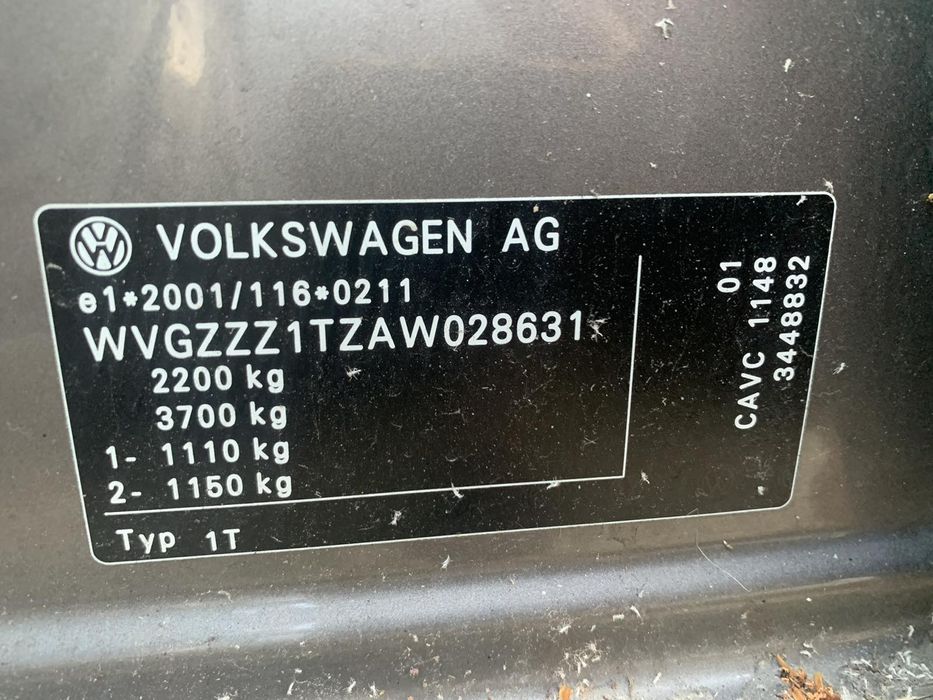 VOLKSWAGEN AG
e1*2001/116*0211
WVGZZZ1TZAW028631
2200 kg
3700 kg
1- 1110 kg
2- 1150 kg
Typ 1T
01
CAVC 1148
3448832